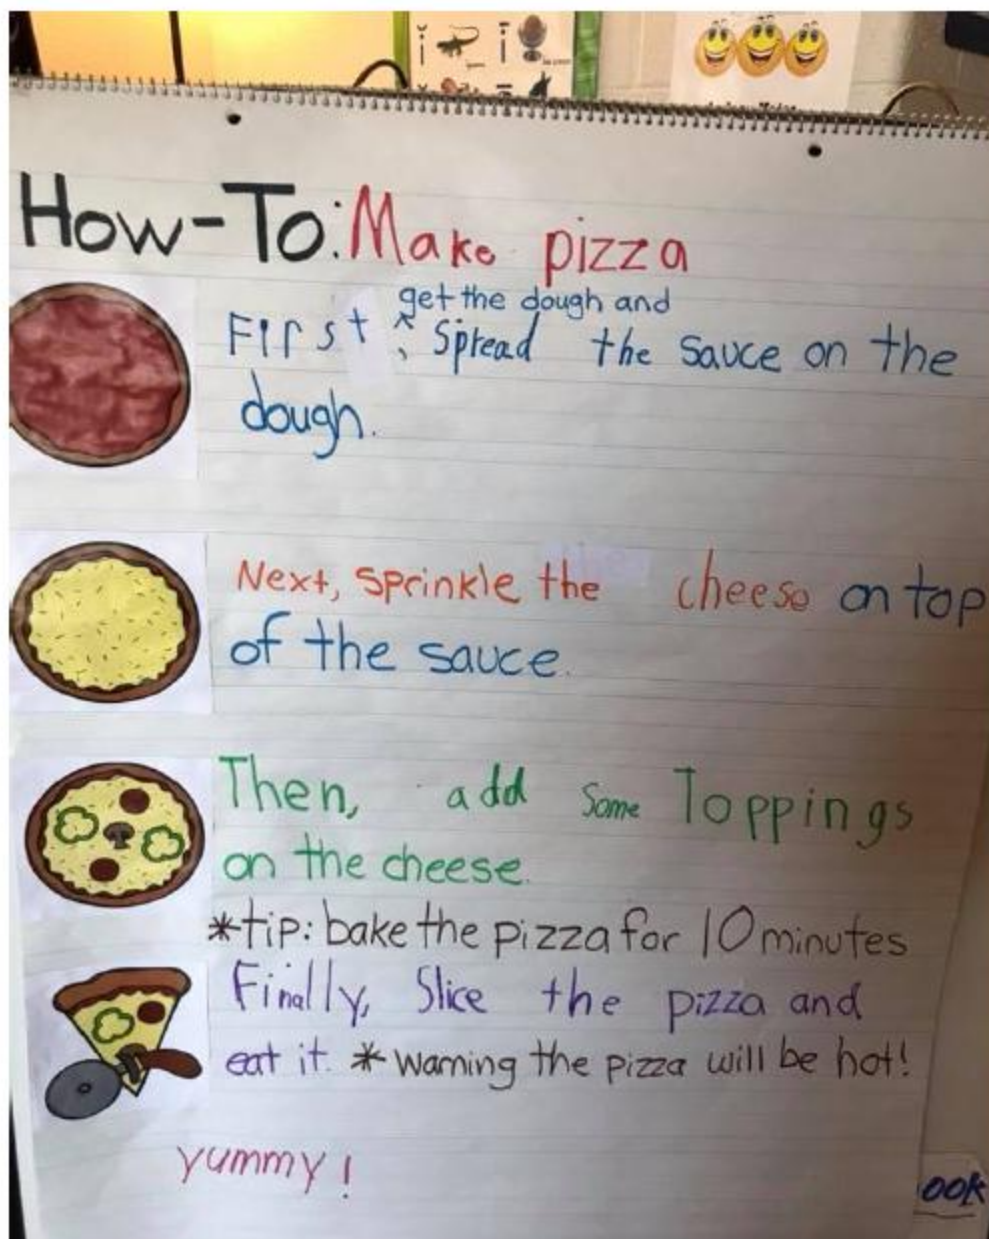 How-To: Make pizza
get the dough and
First ^, Spread the sauce on the
dough.
Next, sprinkle the cheese on top
of the sauce.
Then, add some Toppings
on the cheese.
*tip: bake the pizza for 10 minutes
Finally, Slice the pizza and
eat it. * Warning the pizza will be hot!
yummy!
ook